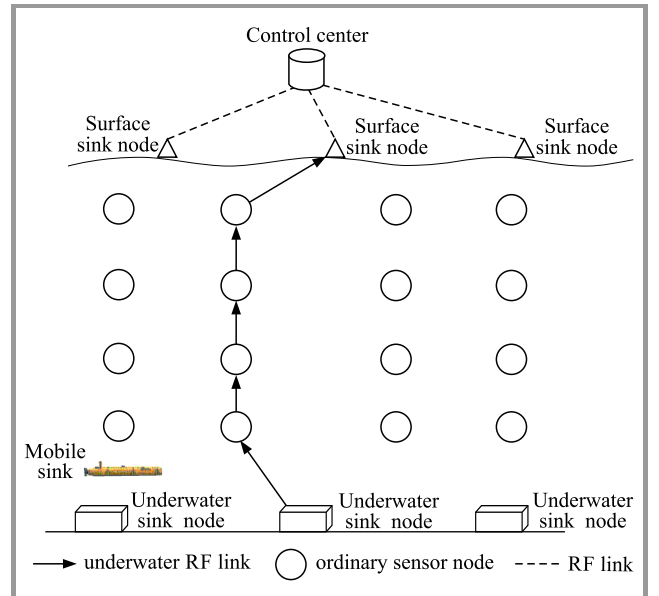 Control center
Surface
sink node
Surface
sink node
Surface
sink node
Mobile
sink
Underwater
sink node
Underwater
sink node
Underwater
sink node
underwater RF link
ordinary sensor node
RF link